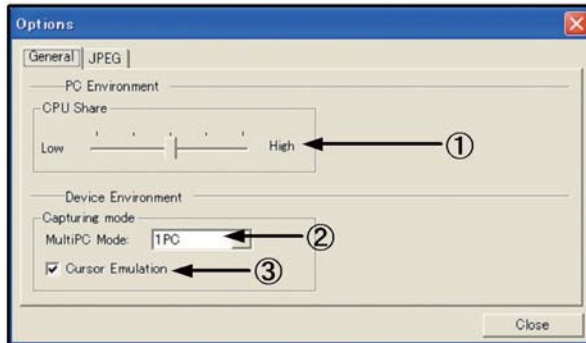 Options
General JPEG
PC Environment
CPU Share
Low High ①
Device Environment
Capturing mode
MultiPC Mode: 1PC ②
Cursor Emulation ③
Close